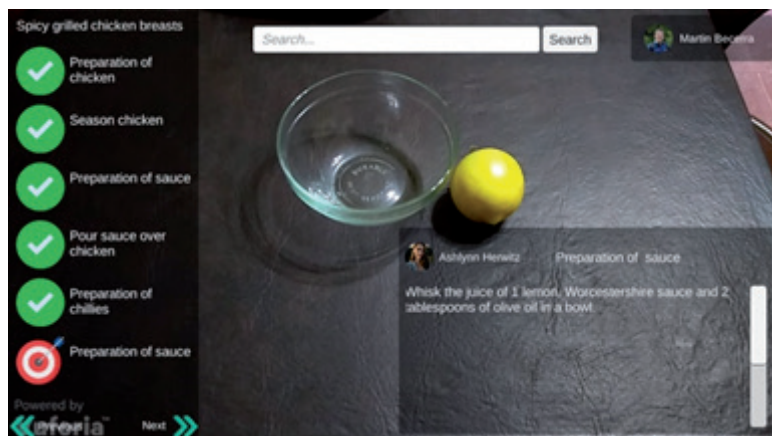 Spicy grilled chicken breasts
Preparation of
chicken
Season chicken
Preparation of sauce
Pour sauce over
chicken
Preparation of
chillies
Preparation of sauce
Powered by
Previous
Next
Search...
Search
Martin Becerra
Ashlynn Herwitz
Preparation of sauce
Whisk the juice of 1 lemon, Worcestershire sauce and 2
tablespoons of olive oil in a bowl